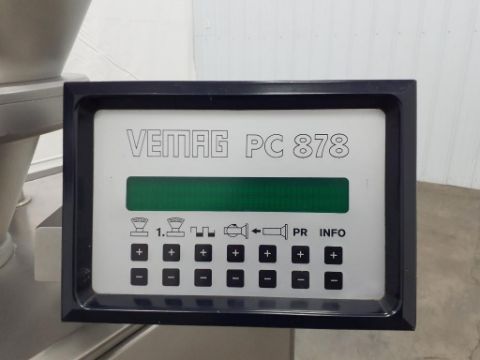 VEMAG PC 878
1. PR INFO
+ + + + + + +
− − − − − − −